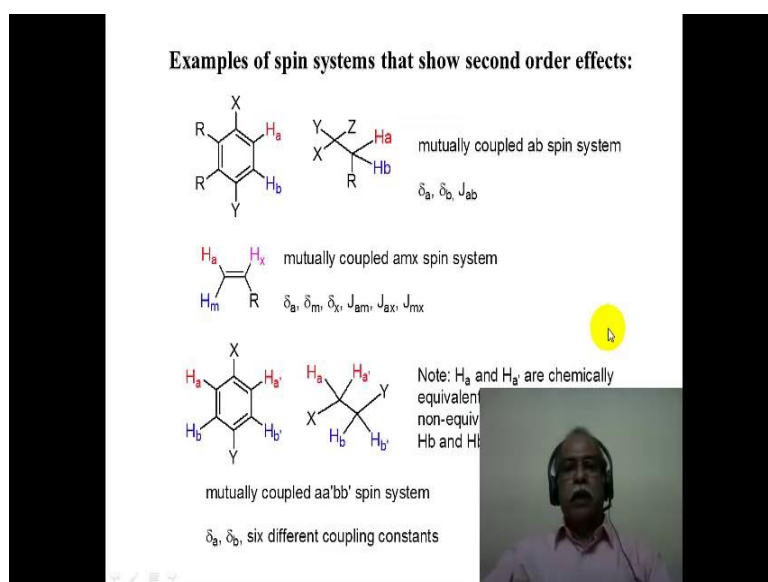 Examples of spin systems that show second order effects:
X
R
Ha
R
Hb
Y
Y
Z
Ha
X
Hb
R
mutually coupled ab spin system
δa, δb, Jab
Ha
Hx
Hm
R
mutually coupled amx spin system
δa, δm, δx, Jam, Jax, Jmx
X
Ha
Ha'
Hb
Hb'
Y
Ha
Ha'
Y
X
Hb
Hb'
Note: Ha and Ha' are chemically
equivalent
Hb and
mutually coupled aa'bb' spin system
δa, δb, six different coupling constants